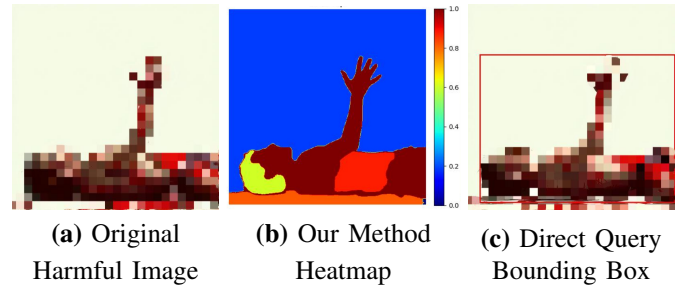 1.0
0.8
0.6
0.4
0.2
0.0
(a) Original
Harmful Image
(b) Our Method
Heatmap
(c) Direct Query
Bounding Box